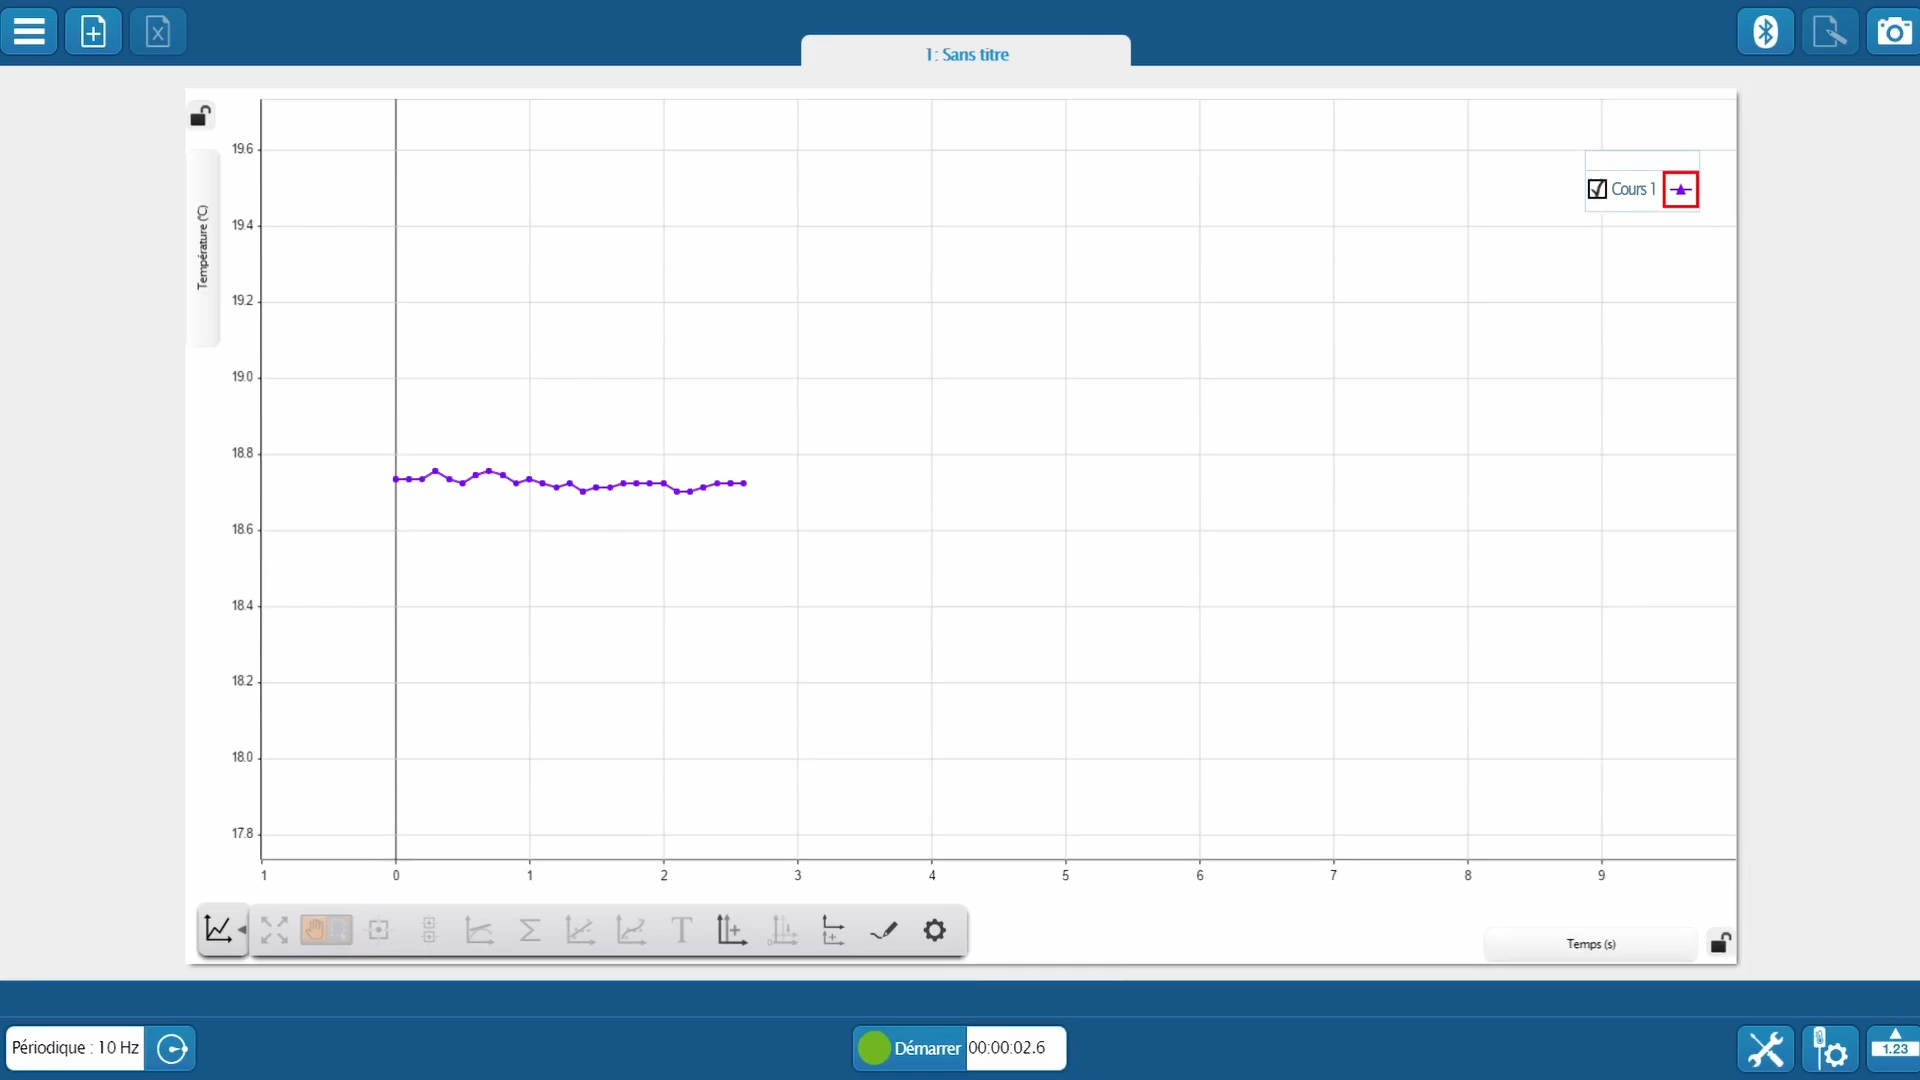 1: Sans titre
19.6
Cours 1
19.4
Température (°C)
19.2
19.0
18.8
18.6
18.4
18.2
18.0
17.8
1 0 1 2 3 4 5 6 7 8 9
Temps (s)
Périodique : 10 Hz
Démarrer 00:00:02.6
1.23